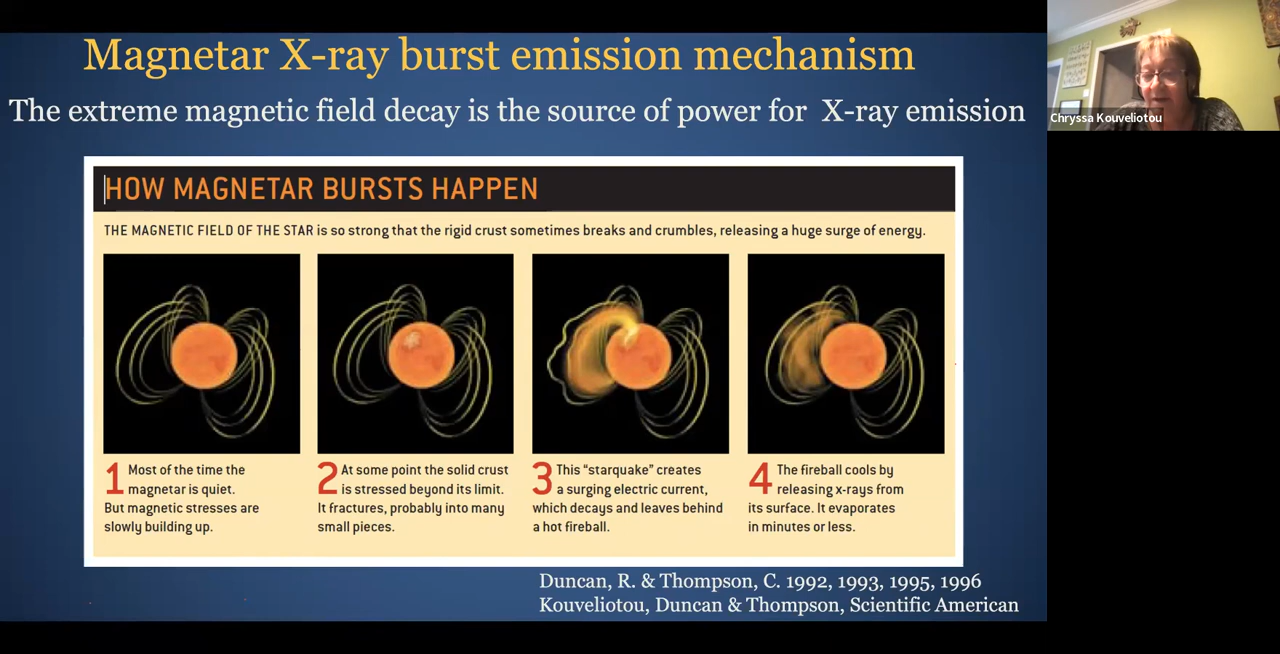 Magnetar X-ray burst emission mechanism
The extreme magnetic field decay is the source of power for X-ray emission
Chryssa Kouveliotou
HOW MAGNETAR BURSTS HAPPEN
THE MAGNETIC FIELD OF THE STAR is so strong that the rigid crust sometimes breaks and crumbles, releasing a huge surge of energy.
1 Most of the time the
magnetar is quiet.
But magnetic stresses are
slowly building up.
2 At some point the solid crust
is stressed beyond its limit.
It fractures, probably into many
small pieces.
3 This “starquake” creates
a surging electric current,
which decays and leaves behind
a hot fireball.
4 The fireball cools by
releasing x-rays from
its surface. It evaporates
in minutes or less.
Duncan, R. & Thompson, C. 1992, 1993, 1995, 1996
Kouveliotou, Duncan & Thompson, Scientific American